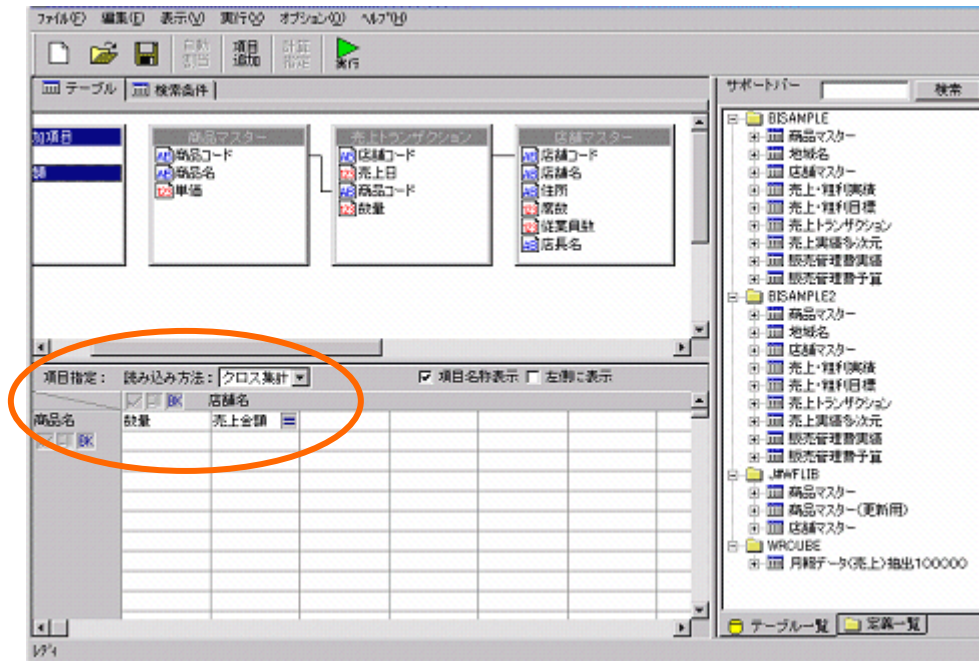 ファイル(F) 編集(E) 表示(V) 実行(X) オプション(O) ヘルプ(H)
自動割当 項目追加 計算指定 実行
テーブル 検索条件
加項目
額
商品マスター
商品コード
商品名
単価
売上トランザクション
店舗コード
売上日
商品コード
数量
店舗マスター
店舗コード
店舗名
住所
席数
従業員数
店長名
項目指定： 読み込み方法： クロス集計 項目名称表示 左側に表示
BK 店舗名
商品名 数量 売上金額
BK
サポートバー 検索
BISAMPLE
商品マスター
地域名
店舗マスター
売上・粗利実績
売上・粗利目標
売上トランザクション
売上実績多次元
販売管理費実績
販売管理費予算
BISAMPLE2
商品マスター
地域名
店舗マスター
売上・粗利実績
売上・粗利目標
売上トランザクション
売上実績多次元
販売管理費実績
販売管理費予算
J#WFLIB
商品マスター
商品マスター(更新用)
店舗マスター
WRCUBE
月報データ(売上)抽出100000
テーブル一覧 定義一覧
レディ